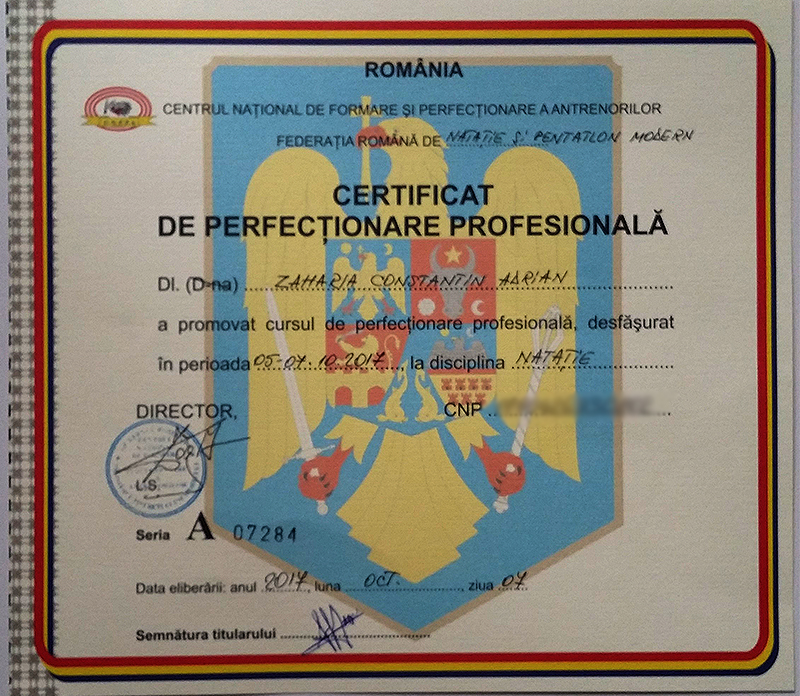 ROMÂNIA
CENTRUL NAȚIONAL DE FORMARE ȘI PERFECȚIONARE A ANTRENORILOR
FEDERAȚIA ROMÂNĂ DE NATAȚIE ȘI PENTATLON MODERN
CERTIFICAT
DE PERFECȚIONARE PROFESIONALĂ
Dl. (D-na) ZAHARIA CONSTANTIN ADRIAN
a promovat cursul de perfecționare profesională, desfășurat
în perioada 05-07.10.2017, la disciplina NATAȚIE
DIRECTOR, CNP
L.S.
Seria A 07284
Data eliberării: anul 2017, luna OCT., ziua 07
Semnătura titularului